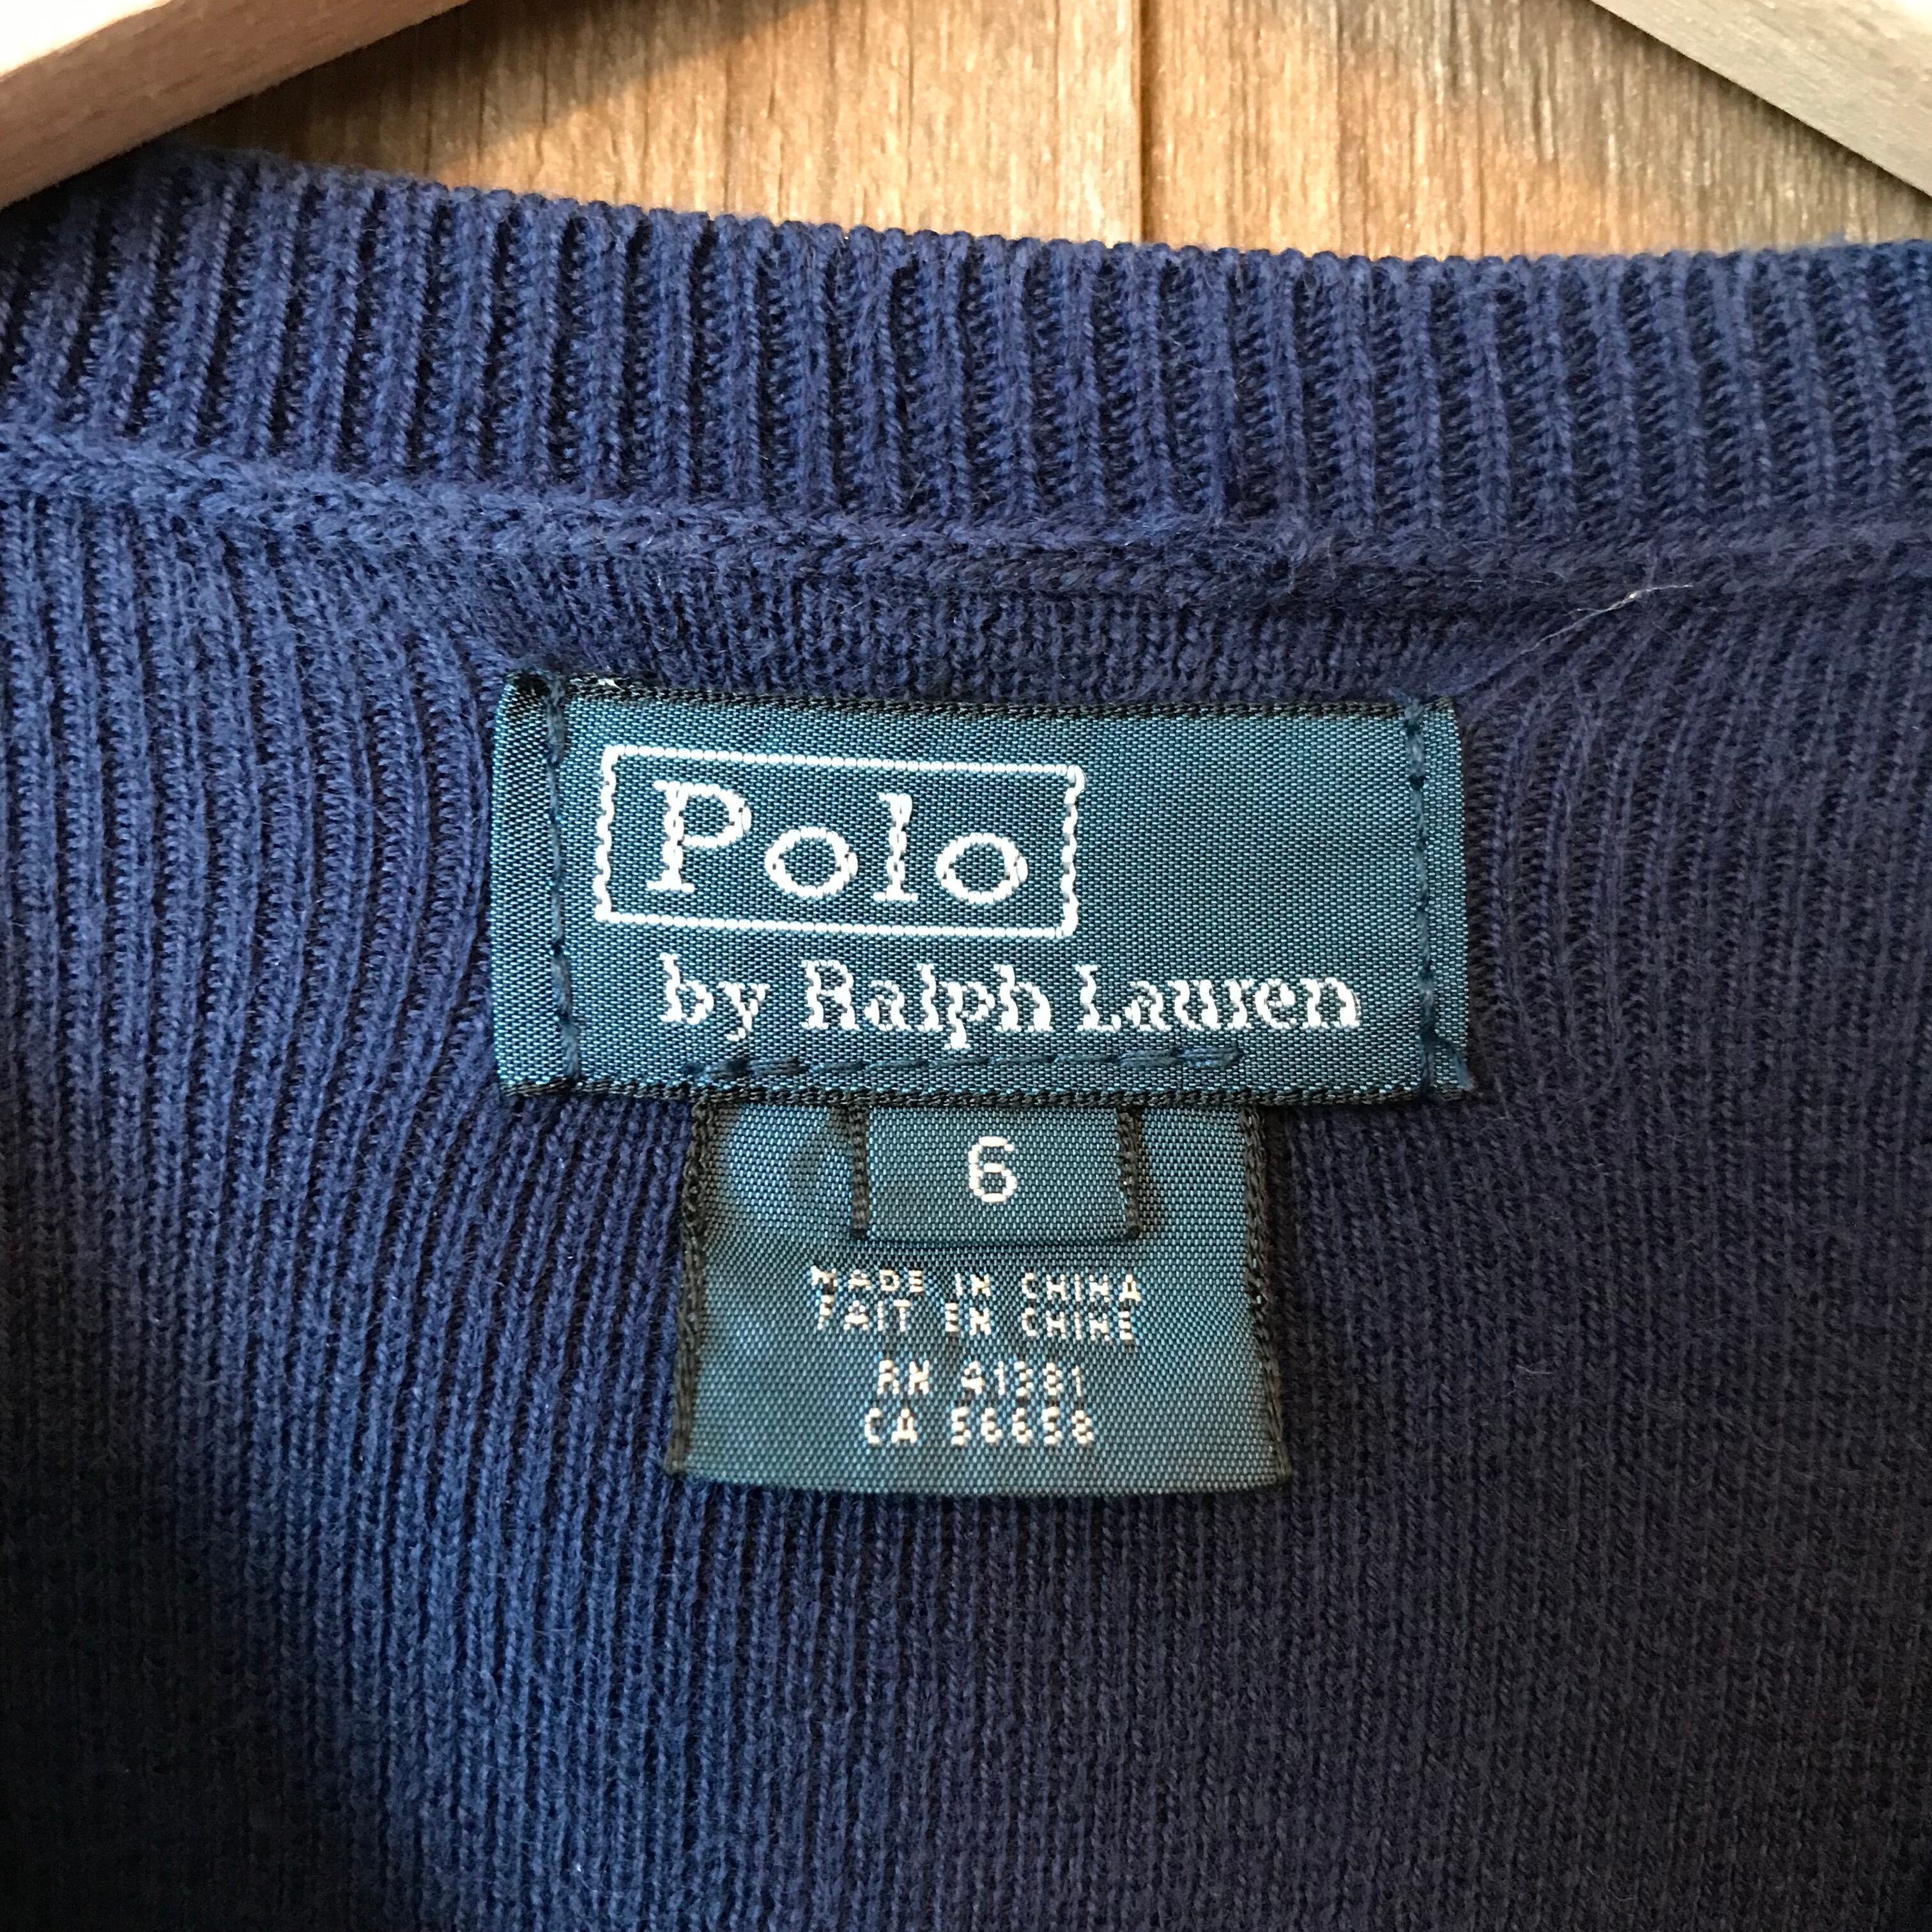 Polo
by Ralph Lauren
6
MADE IN CHINA
FAIT EN CHINE
RN 41381
CA 56658